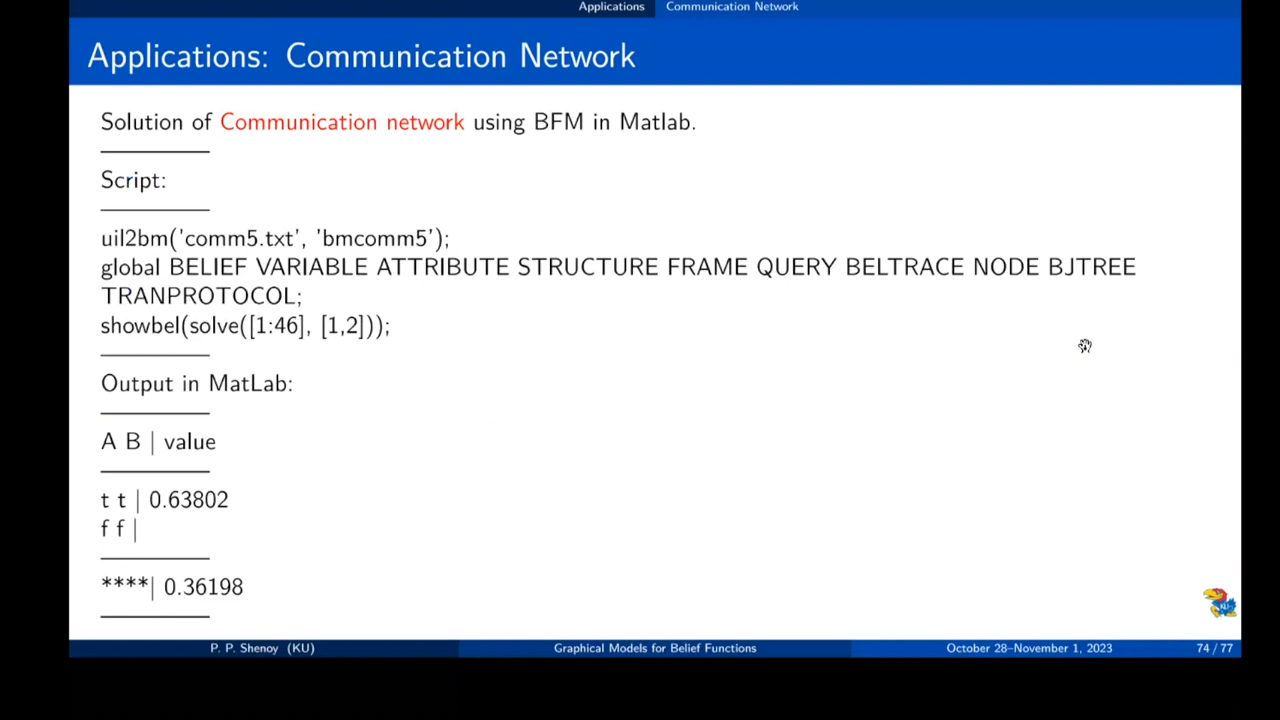 Applications Communication Network
Applications: Communication Network
Solution of Communication network using BFM in Matlab.
Script:
uil2bm('comm5.txt', 'bmcomm5');
global BELIEF VARIABLE ATTRIBUTE STRUCTURE FRAME QUERY BELTRACE NODE BJTREE
TRANPROTOCOL;
showbel(solve([1:46], [1,2]));
Output in MatLab:
A B | value
t t | 0.63802
f f |
****| 0.36198
KU
P. P. Shenoy (KU) Graphical Models for Belief Functions October 28–November 1, 2023 74 / 77